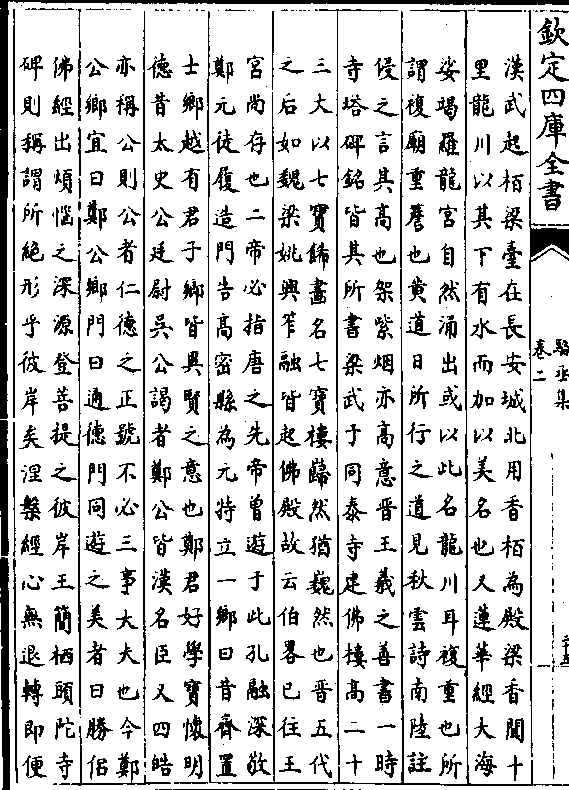 欽定四庫全書
駱丞集
卷二
漢武起栢梁臺在長安城北用香栢為殿梁香聞十
里龍川以其下有水而加以美名也又蓮華經大海
娑竭羅龍宮自然涌出或以此名龍川耳複重也所
謂複廟重簷也黄道日所行之道見秋雲詩南陸註
侵之言其高也架紫烟亦高意晉王羲之善書一時
寺塔碑銘皆其所書梁武于同泰寺建佛樓高二十
三大以七寳飾畵名七寳樓巋然猶巍然也晉五代
之后如魏梁姚興笮融皆起佛殿故云伯畧已往王
宮尚存也二帝必指唐之先帝曾遊于此孔融深敬
鄭元徒履造門告高密縣為元特立一鄉曰昔齊置
士鄉越有君子鄉皆異賢之意也鄭君好學寳懷明
德昔太史公廷尉吳公謁者鄭公皆漢名臣又四皓
亦稱公則公者仁德之正號不必三事大夫也今鄭
公鄉宜曰鄭公鄉門曰通德門同遊之美者曰勝侣
佛經出煩惱之深源登菩提之彼岸王簡栖頭陀寺
碑則稱謂所絶形乎彼岸矣涅槃經心無退轉即便